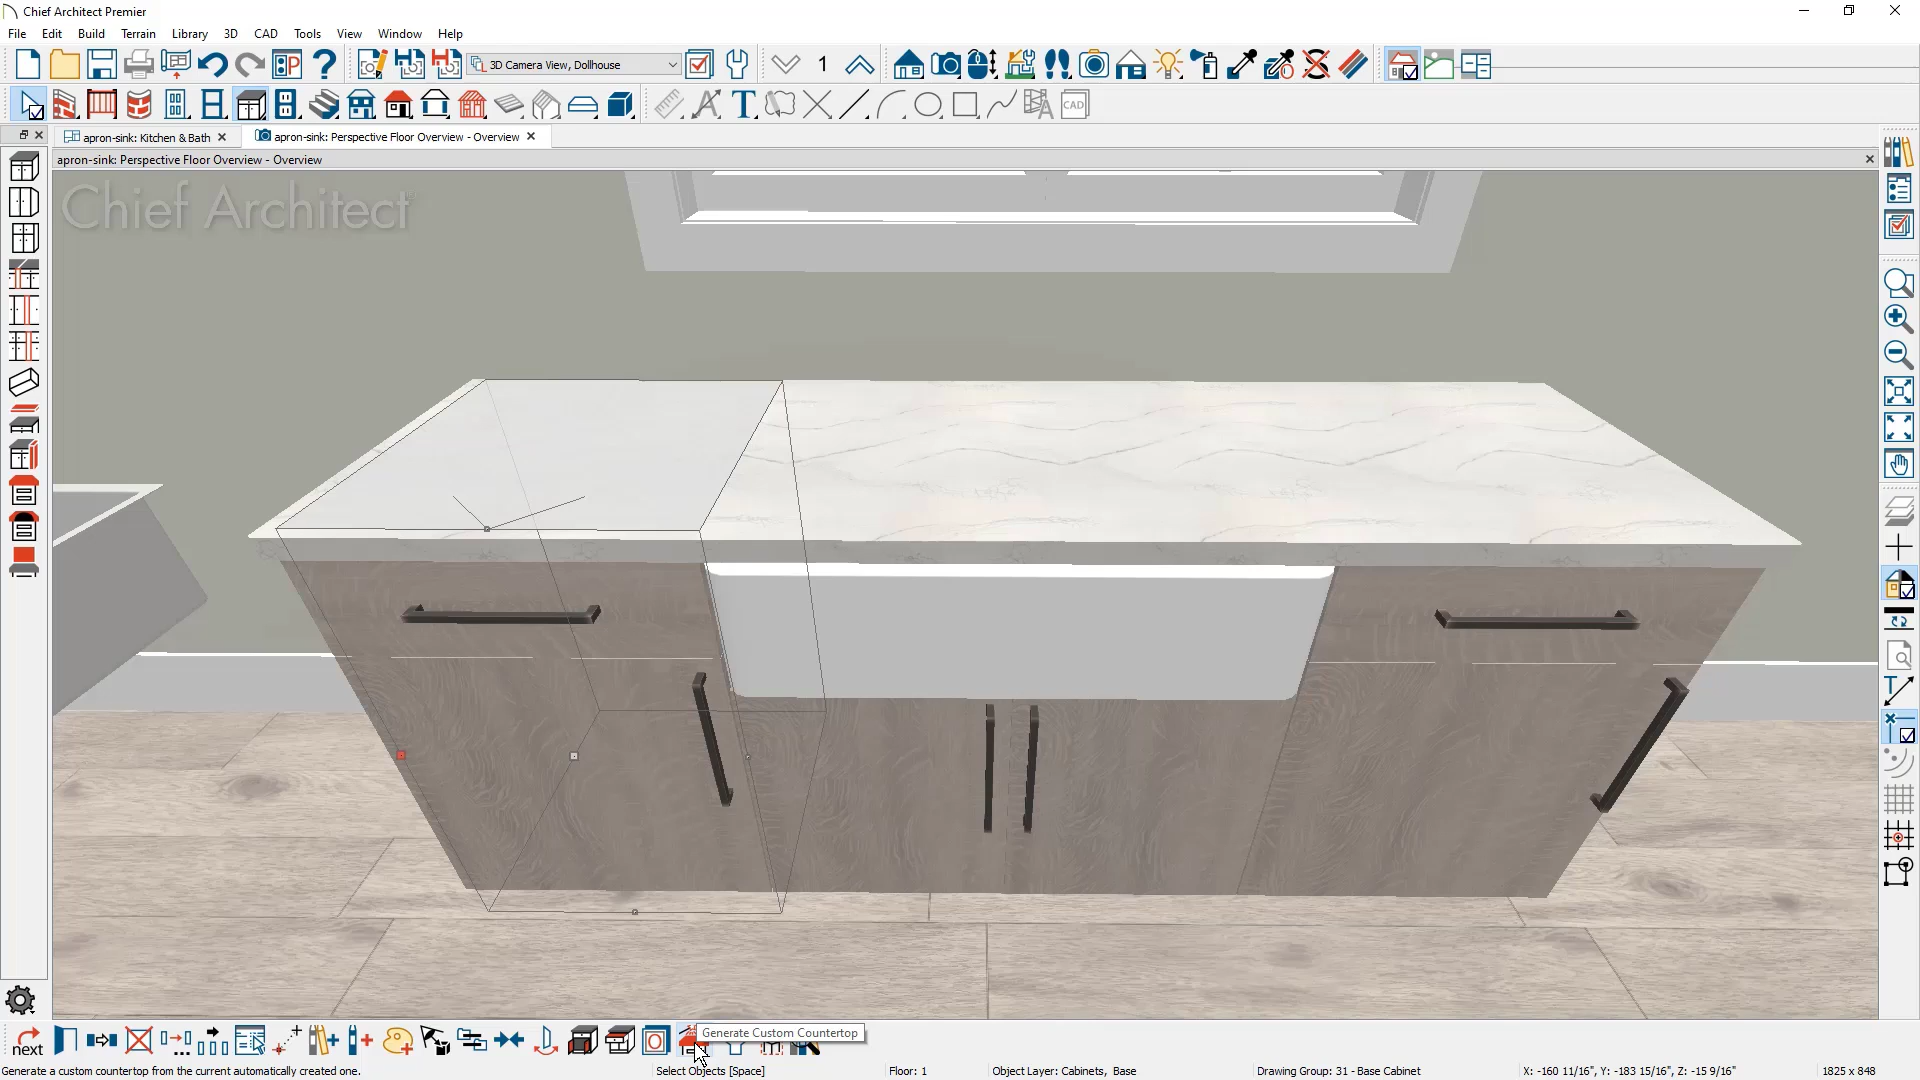 Chief Architect Premier
File Edit Build Terrain Library 3D CAD Tools View Window Help
3D Camera View, Dollhouse
1
T
CAD
apron-sink: Kitchen & Bath
apron-sink: Perspective Floor Overview - Overview
apron-sink: Perspective Floor Overview - Overview
Chief Architect
next
Generate Custom Countertop
Generate a custom countertop from the current automatically created one.
Select Objects [Space]
Floor: 1
Object Layer: Cabinets, Base
Drawing Group: 31 - Base Cabinet
X: -160 11/16", Y: -183 15/16", Z: -15 9/16"
1825 x 848